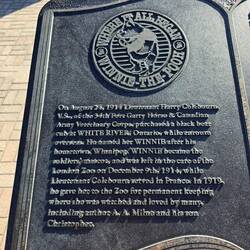 WHERE IT ALL BEGAN
WINNIE-THE-POOH
On August 24, 1914 Lieutenant Harry Colebourn,
V.S., of the 34th Fort Garry Horse & Canadian
Army Veterinary Corps, purchased a black bear
cub at WHITE RIVER, Ontario, while enroute
overseas. He named her WINNIE after his
hometown, Winnipeg. WINNIE became the
soldiers' mascot, and was left in the care of the
London Zoo on December 9th, 1914, while
Lieutenant Colebourn served in France. In 1919,
he gave her to the Zoo for permanent keeping
where she was watched and loved by many,
including author A. A. Milne and his son
Christopher.